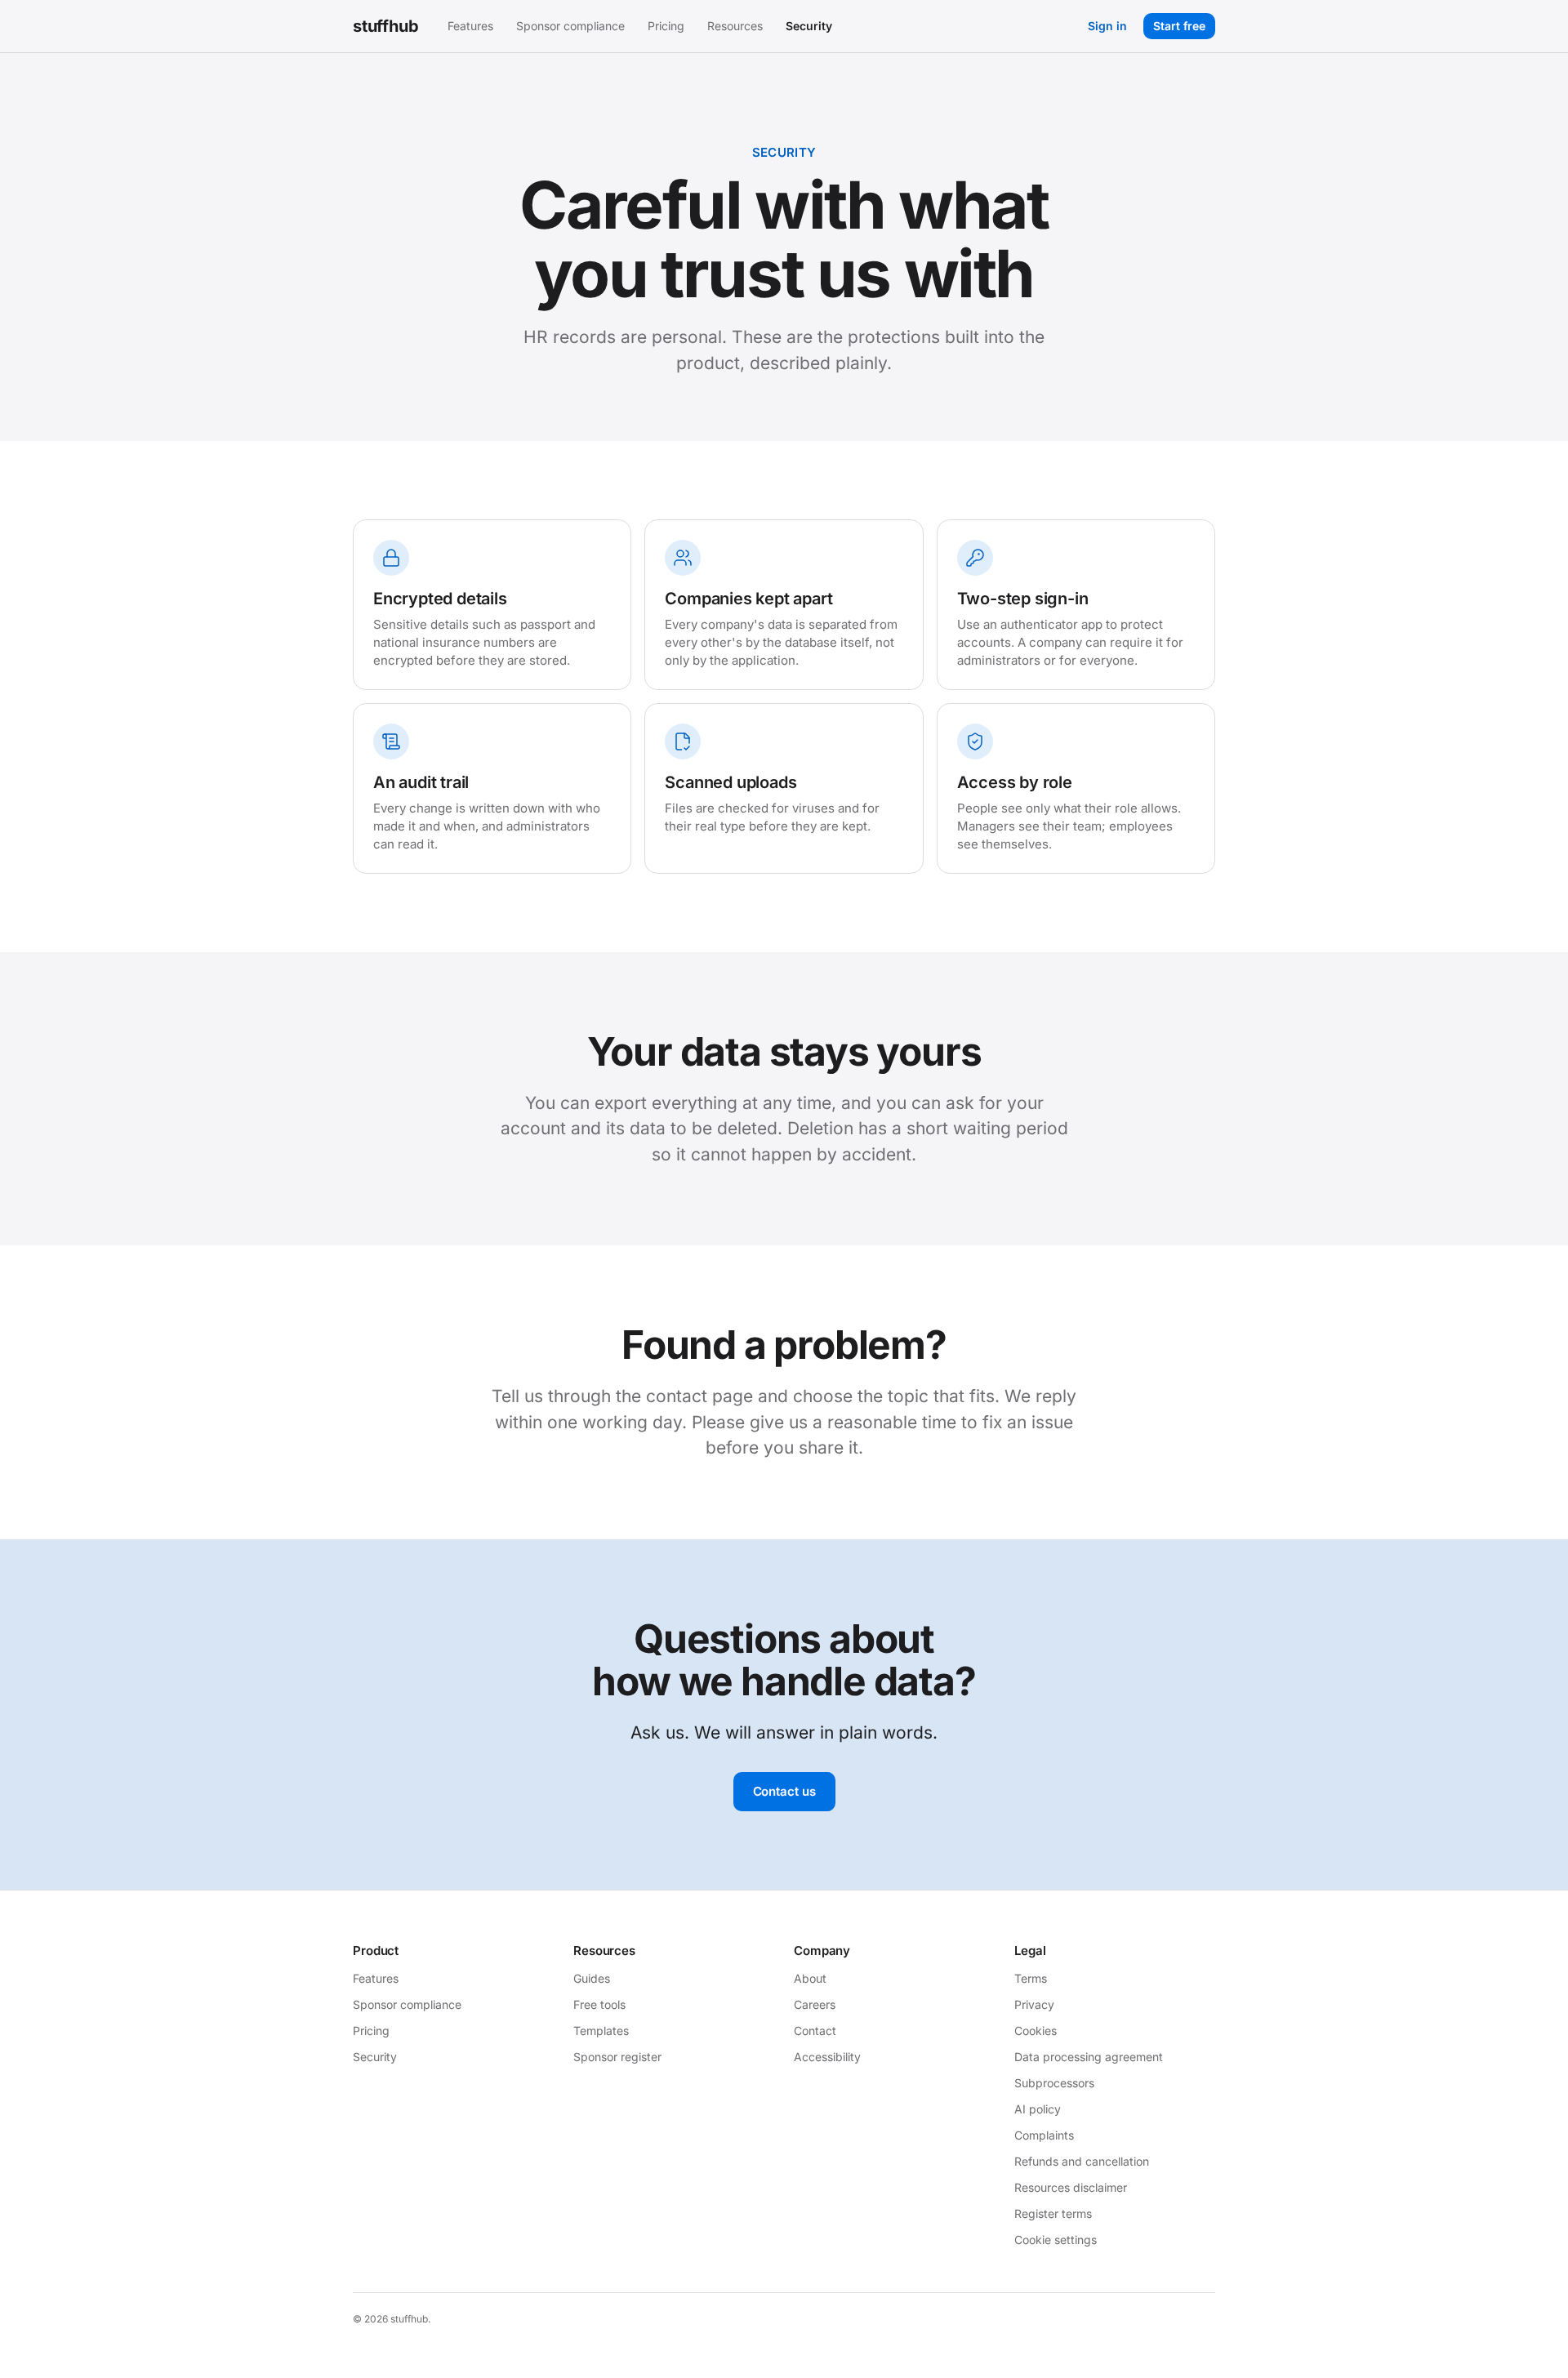 stuffhub
Features
Sponsor compliance
Pricing
Resources
Security
Sign in
Start free
SECURITY
Careful with what
you trust us with
HR records are personal. These are the protections built into the
product, described plainly.
Encrypted details
Sensitive details such as passport and
national insurance numbers are
encrypted before they are stored.
Companies kept apart
Every company's data is separated from
every other's by the database itself, not
only by the application.
Two-step sign-in
Use an authenticator app to protect
accounts. A company can require it for
administrators or for everyone.
An audit trail
Every change is written down with who
made it and when, and administrators
can read it.
Scanned uploads
Files are checked for viruses and for
their real type before they are kept.
Access by role
People see only what their role allows.
Managers see their team; employees
see themselves.
Your data stays yours
You can export everything at any time, and you can ask for your
account and its data to be deleted. Deletion has a short waiting period
so it cannot happen by accident.
Found a problem?
Tell us through the contact page and choose the topic that fits. We reply
within one working day. Please give us a reasonable time to fix an issue
before you share it.
Questions about
how we handle data?
Ask us. We will answer in plain words.
Contact us
Product
Features
Sponsor compliance
Pricing
Security
Resources
Guides
Free tools
Templates
Sponsor register
Company
About
Careers
Contact
Accessibility
Legal
Terms
Privacy
Cookies
Data processing agreement
Subprocessors
AI policy
Complaints
Refunds and cancellation
Resources disclaimer
Register terms
Cookie settings
© 2026 stuffhub.